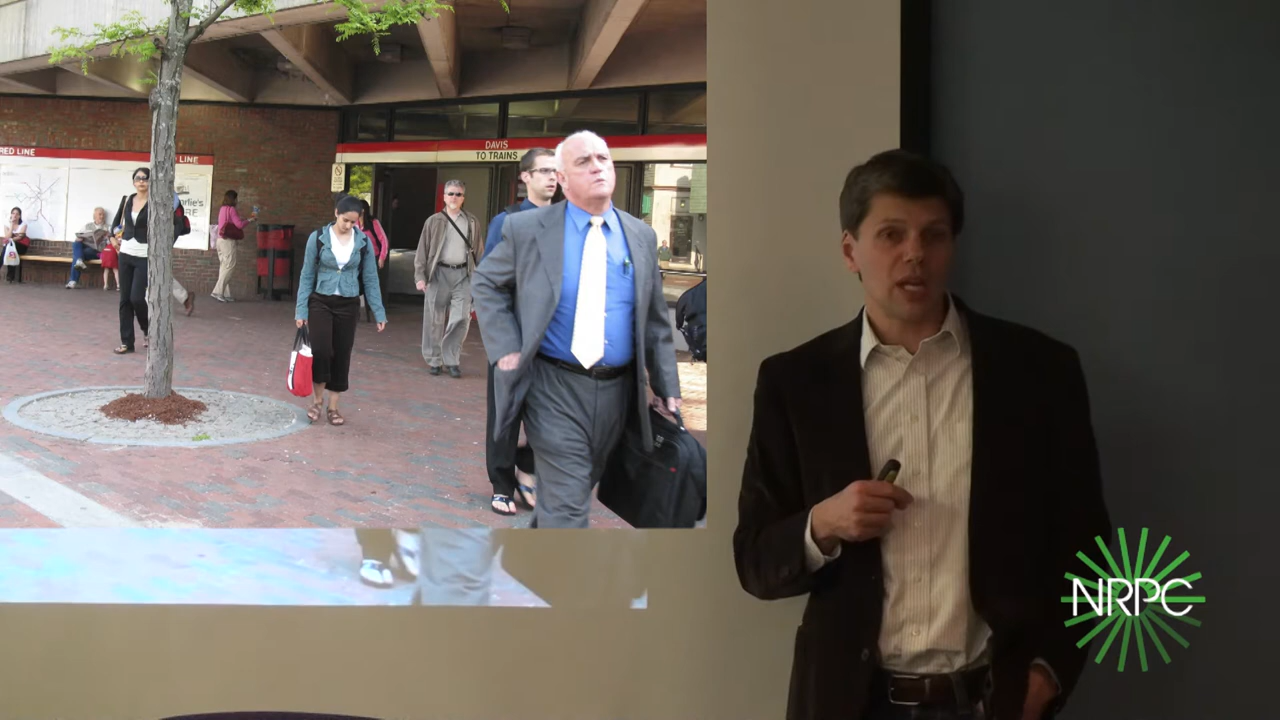 RED LINE
LINE
DAVIS
TO TRAINS
NRPC